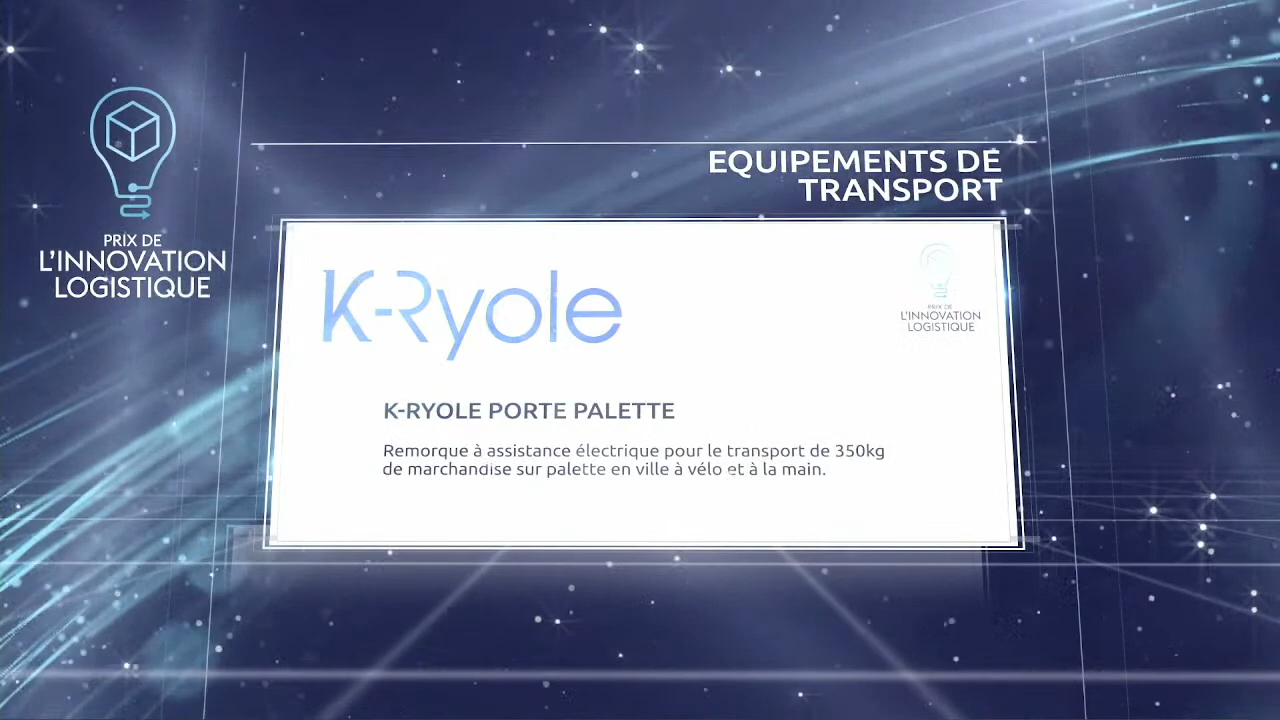 PRIX DE
L'INNOVATION
LOGISTIQUE
EQUIPEMENTS DE
TRANSPORT
K-Ryole
PRIX DE
L'INNOVATION
LOGISTIQUE
K-RYOLE PORTE PALETTE
Remorque à assistance électrique pour le transport de 350kg
de marchandise sur palette en ville à vélo et à la main.